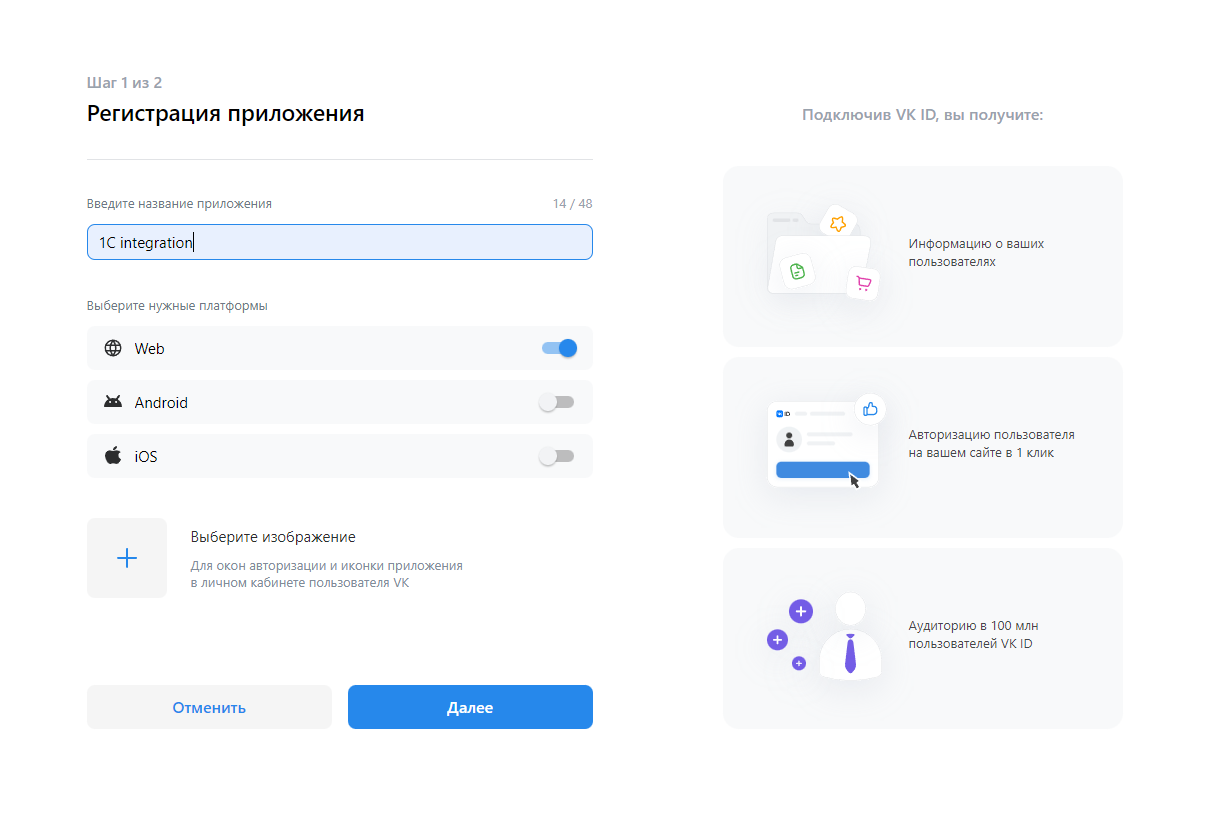 Шаг 1 из 2
Регистрация приложения
Введите название приложения 14 / 48
1C integration
Выберите нужные платформы
Web
Android
iOS
Выберите изображение
Для окон авторизации и иконки приложения
в личном кабинете пользователя VK
Отменить Далее
Подключив VK ID, вы получите:
Информацию о ваших
пользователях
ID
Авторизацию пользователя
на вашем сайте в 1 клик
Аудиторию в 100 млн
пользователей VK ID